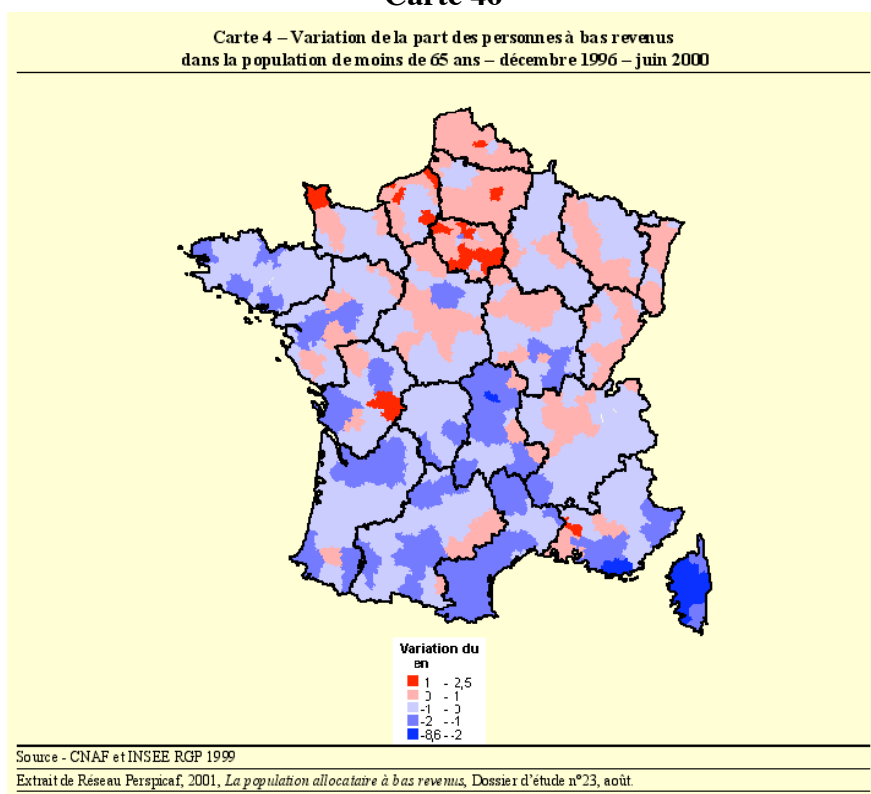 Carte 4 – Variation de la part des personnes à bas revenus
dans la population de moins de 65 ans – décembre 1996 – juin 2000
Variation du
en
1 - 2,5
0 - 1
-1 - 0
-2 - -1
-8,6 - -2
Source - CNAF et INSEE RGP 1999
Extrait de Réseau Perspicaf, 2001, La population allocataire à bas revenus, Dossier d'étude n°23, août.